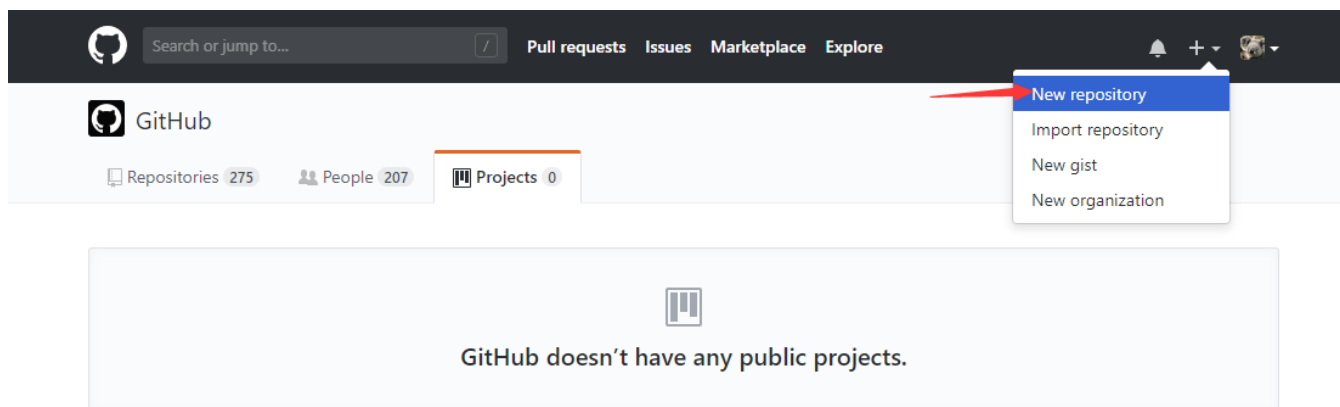 Search or jump to... / Pull requests Issues Marketplace Explore
New repository
GitHub
Import repository
New gist
Repositories 275 People 207 Projects 0
New organization
GitHub doesn’t have any public projects.